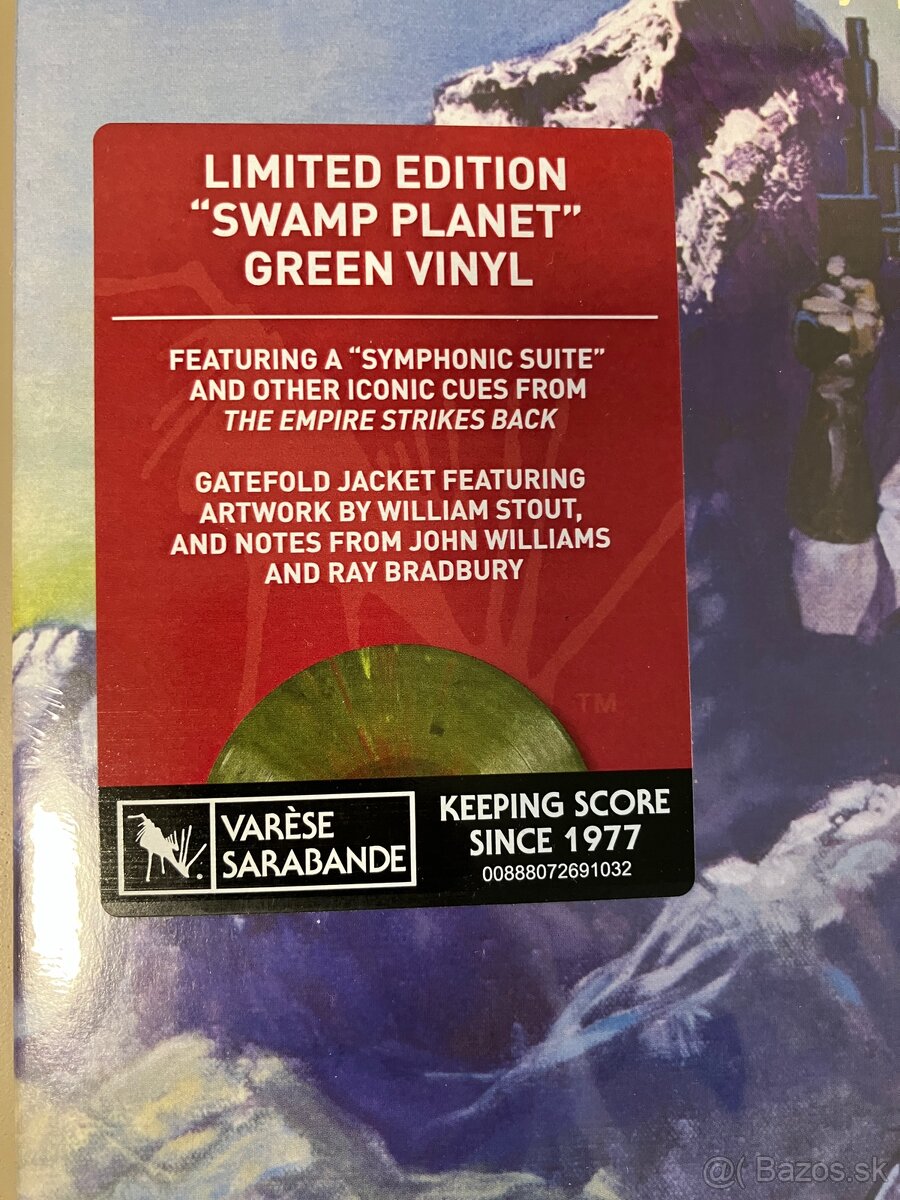 LIMITED EDITION
“SWAMP PLANET”
GREEN VINYL
FEATURING A “SYMPHONIC SUITE”
AND OTHER ICONIC CUES FROM
THE EMPIRE STRIKES BACK
GATEFOLD JACKET FEATURING
ARTWORK BY WILLIAM STOUT,
AND NOTES FROM JOHN WILLIAMS
AND RAY BRADBURY
TM
VARÈSE
SARABANDE
KEEPING SCORE
SINCE 1977
00888072691032
@( Bazos.sk